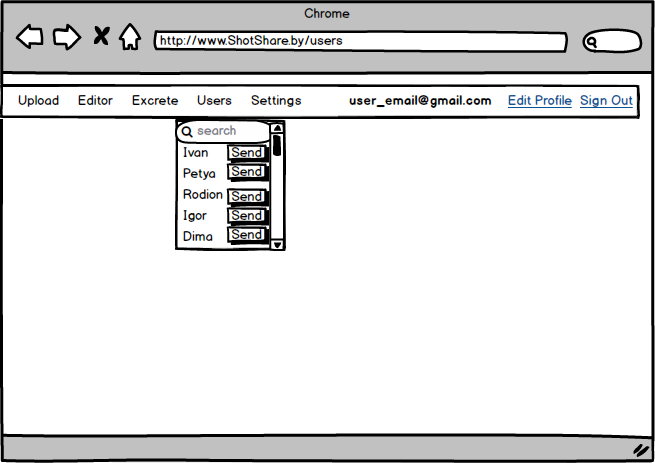 Chrome
http://www.ShotShare.by/users
Upload Editor Excrete Users Settings user_email@gmail.com Edit Profile Sign Out
search
Ivan Send
Petya Send
Rodion Send
Igor Send
Dima Send